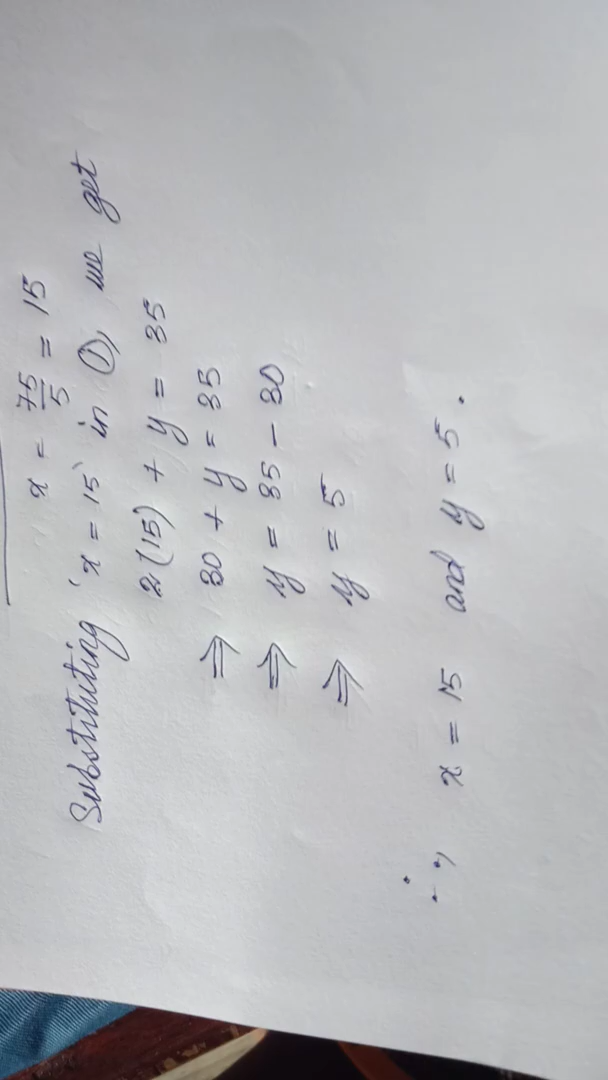 x = 75/5 = 15
Substituting 'x = 15' in ①, we get
2(15) + y = 35
⇒ 30 + y = 35
⇒ y = 35 - 30
⇒ y = 5
∴, x = 15 and y = 5.